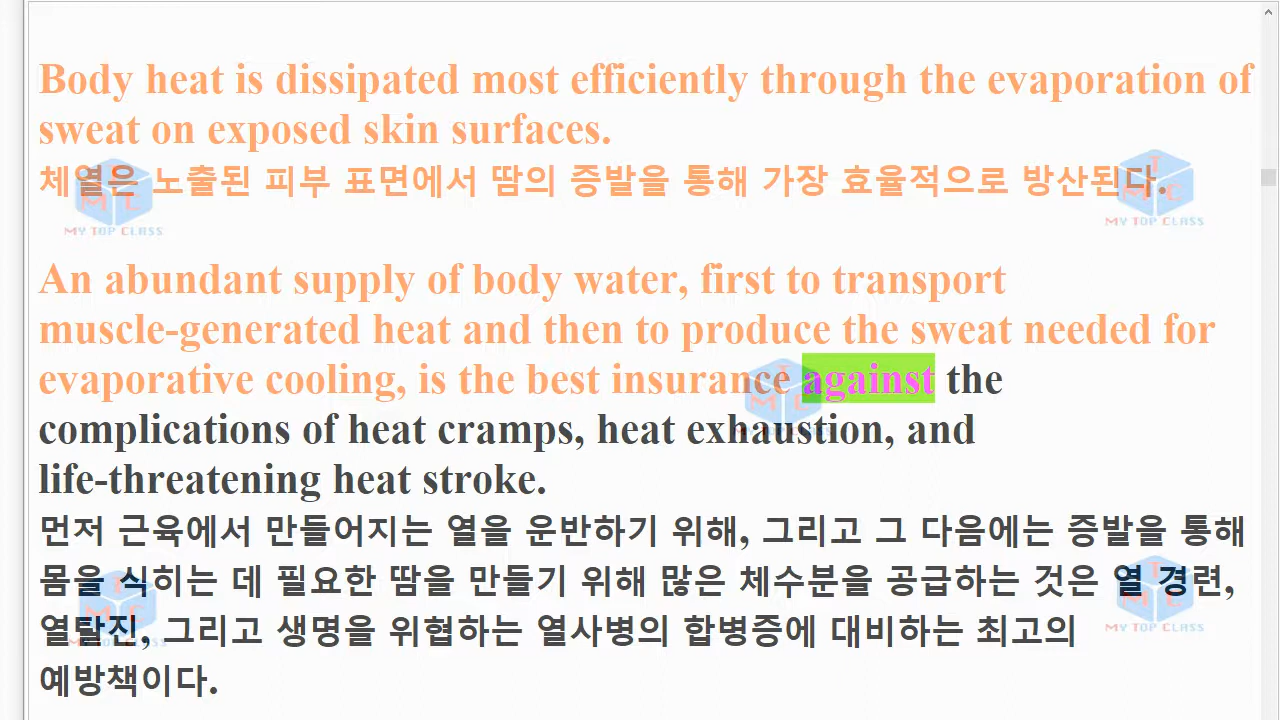 Body heat is dissipated most efficiently through the evaporation of
sweat on exposed skin surfaces.
체열은 노출된 피부 표면에서 땀의 증발을 통해 가장 효율적으로 방산된다.
MY TOP CLASS
MY TOP CLASS
An abundant supply of body water, first to transport
muscle-generated heat and then to produce the sweat needed for
evaporative cooling, is the best insurance against the
complications of heat cramps, heat exhaustion, and
life-threatening heat stroke.
먼저 근육에서 만들어지는 열을 운반하기 위해, 그리고 그 다음에는 증발을 통해
몸을 식히는 데 필요한 땀을 만들기 위해 많은 체수분을 공급하는 것은 열 경련,
열탈진, 그리고 생명을 위협하는 열사병의 합병증에 대비하는 최고의
MY TOP CLASS
예방책이다.